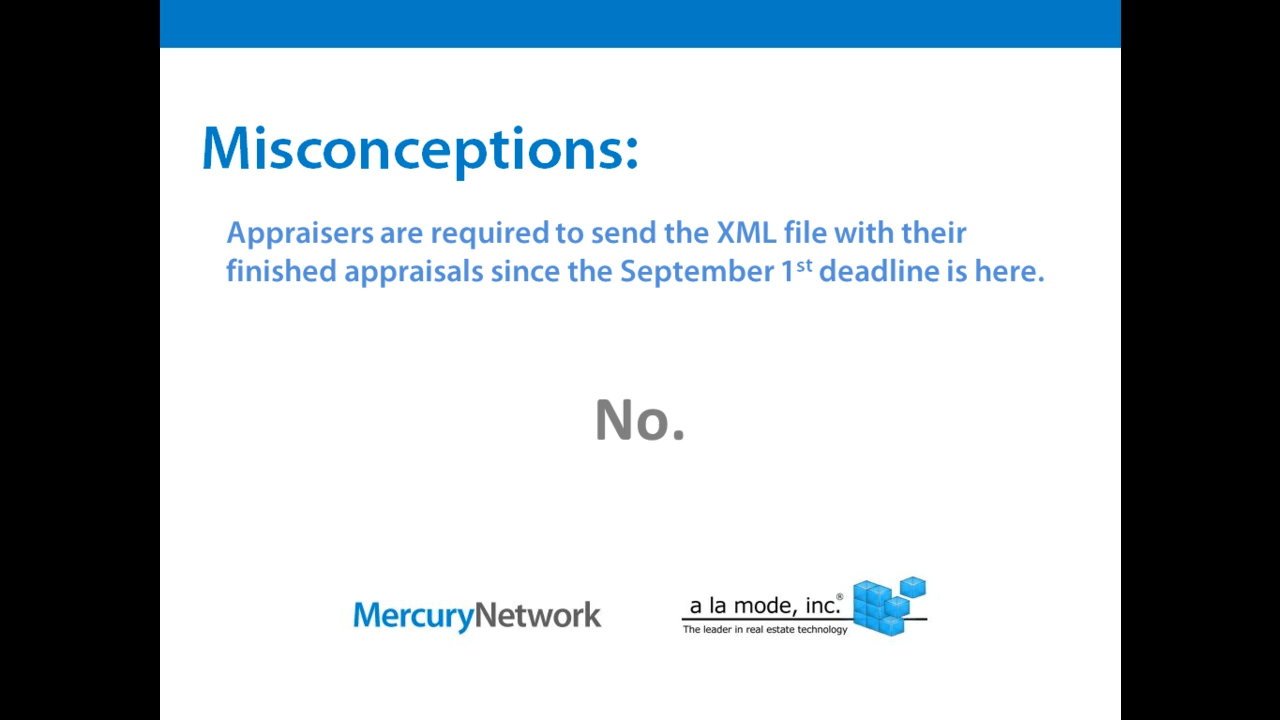 Misconceptions:
Appraisers are required to send the XML file with their
finished appraisals since the September 1st deadline is here.
No.
MercuryNetwork
a la mode, inc.®
The leader in real estate technology